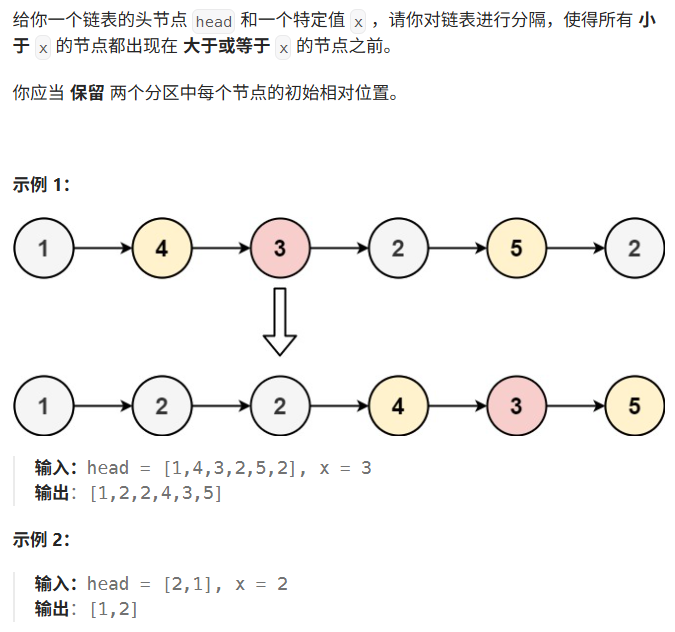 给你一个链表的头节点 head 和一个特定值 x ，请你对链表进行分隔，使得所有 小
于 x 的节点都出现在 大于或等于 x 的节点之前。
你应当 保留 两个分区中每个节点的初始相对位置。
示例 1：
1 4 3 2 5 2
1 2 2 4 3 5
输入：head = [1,4,3,2,5,2], x = 3
输出：[1,2,2,4,3,5]
示例 2：
输入：head = [2,1], x = 2
输出：[1,2]